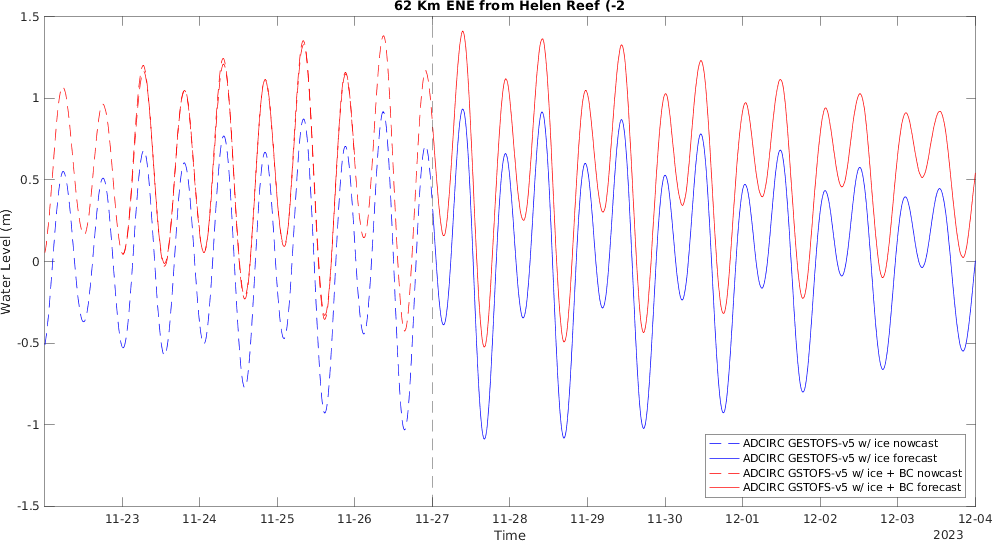 62 Km ENE from Helen Reef (-2
1.5
1
0.5
0
-0.5
-1
-1.5
Water Level (m)
11-23
11-24
11-25
11-26
11-27
11-28
11-29
11-30
12-01
12-02
12-03
12-04
Time
2023
ADCIRC GESTOFS-v5 w/ ice nowcast
ADCIRC GESTOFS-v5 w/ ice forecast
ADCIRC GSTOFS-v5 w/ ice + BC nowcast
ADCIRC GSTOFS-v5 w/ ice + BC forecast